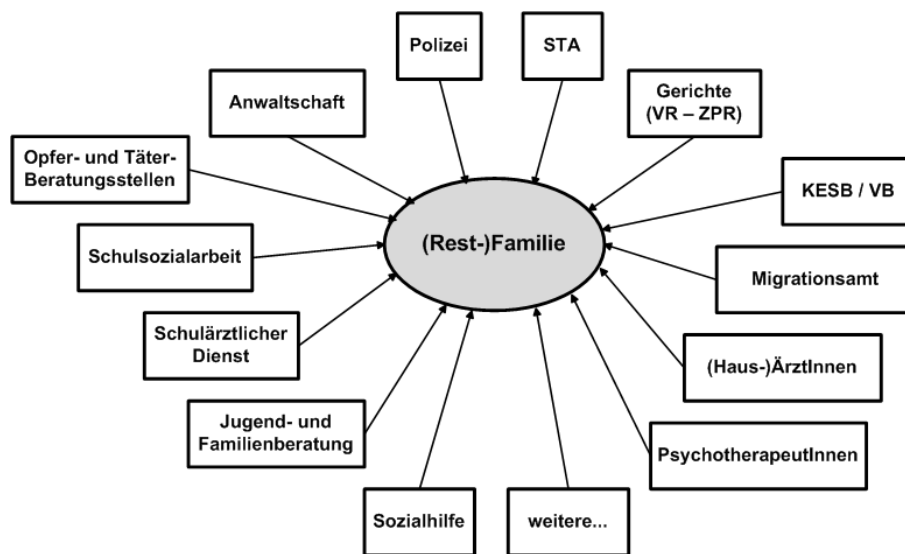 Polizei
STA
Anwaltschaft
Gerichte
(VR – ZPR)
Opfer- und Täter-
Beratungsstellen
KESB / VB
(Rest-)Familie
Schulsozialarbeit
Migrationsamt
Schulärztlicher
Dienst
(Haus-)ÄrztInnen
Jugend- und
Familienberatung
PsychotherapeutInnen
Sozialhilfe
weitere...